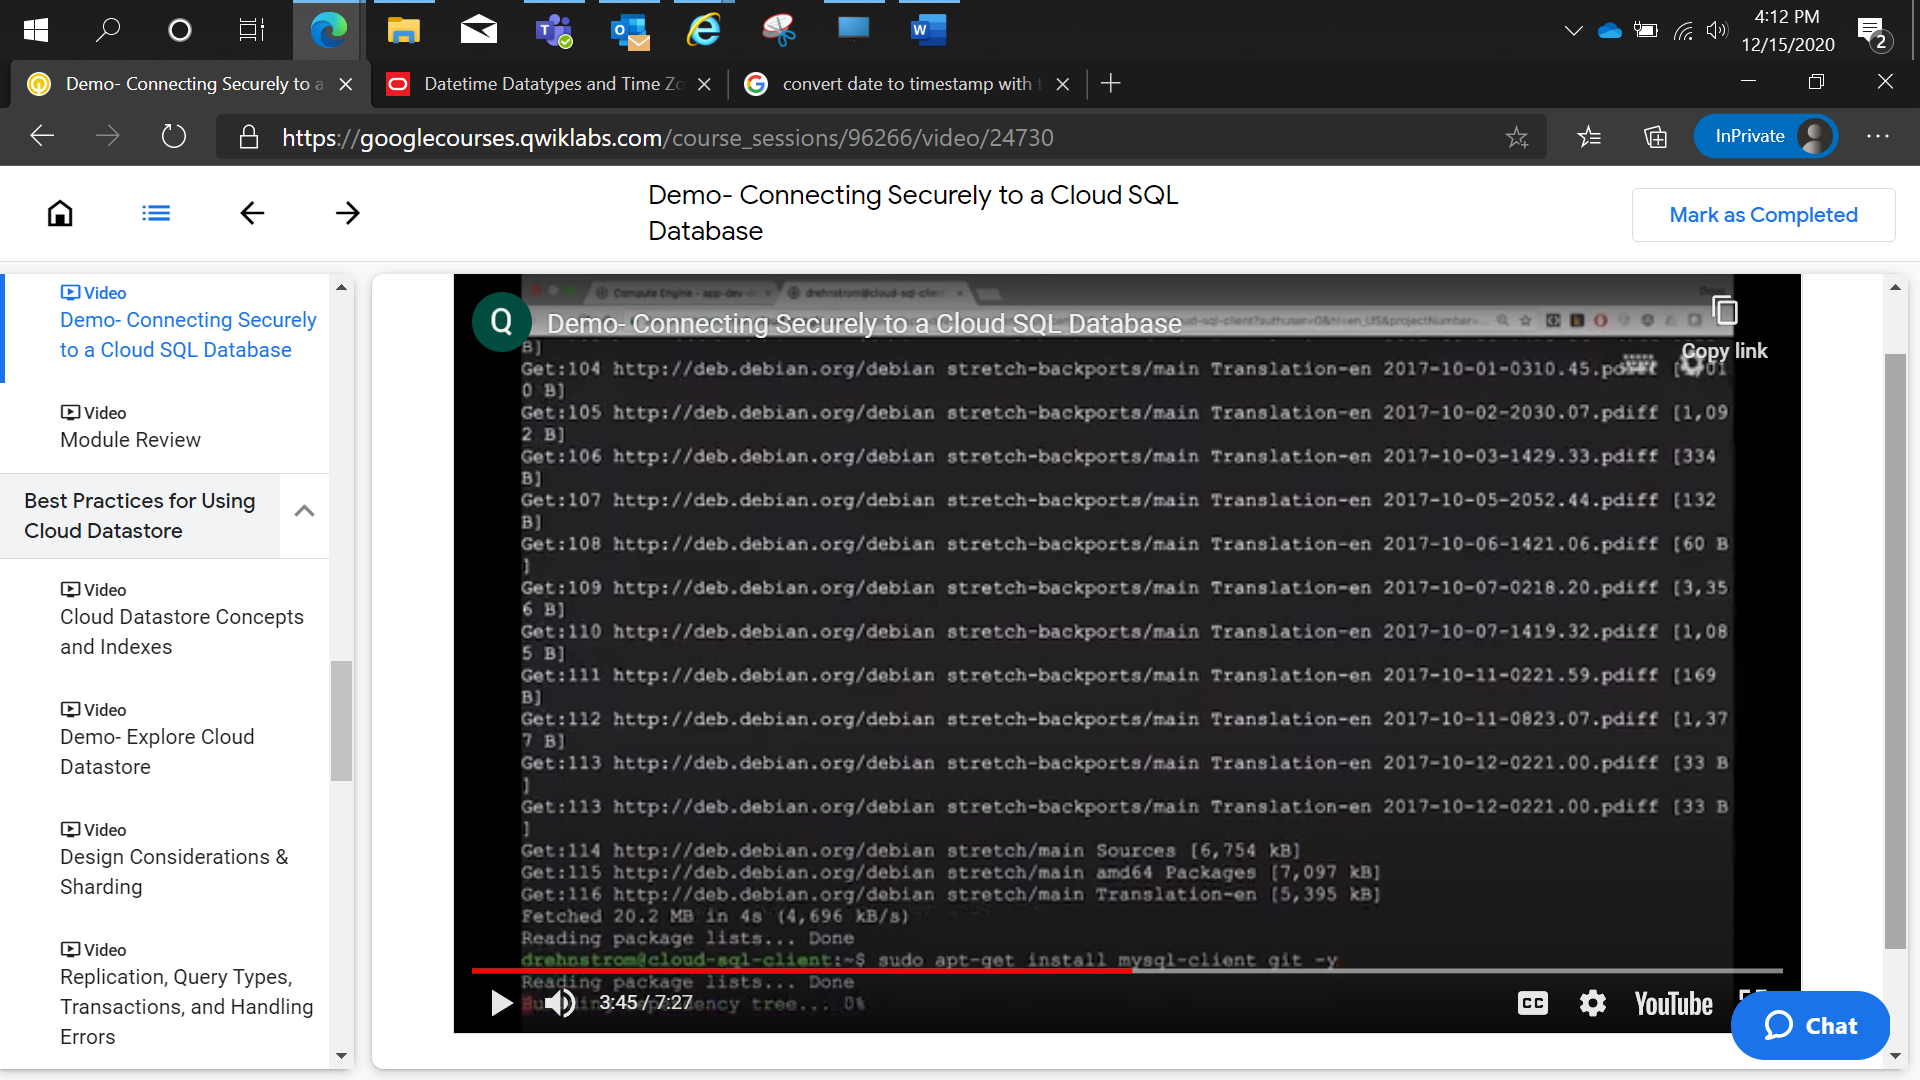 4:12 PM
12/15/2020
2
Demo- Connecting Securely to a
Datetime Datatypes and Time Zo
convert date to timestamp with t
https://googlecourses.qwiklabs.com/course_sessions/96266/video/24730
InPrivate
Demo- Connecting Securely to a Cloud SQL
Database
Mark as Completed
Video
Demo- Connecting Securely
to a Cloud SQL Database
Video
Module Review
Best Practices for Using
Cloud Datastore
Video
Cloud Datastore Concepts
and Indexes
Video
Demo- Explore Cloud
Datastore
Video
Design Considerations &
Sharding
Video
Replication, Query Types,
Transactions, and Handling
Errors
Compute Engine - app-dev
drehnstrom@cloud-sql-clie
Q
Demo- Connecting Securely to a Cloud SQL Database
Copy link
B]
Get:104 http://deb.debian.org/debian stretch-backports/main Translation-en 2017-10-01-0310.45.pdiff
0 B]
Get:105 http://deb.debian.org/debian stretch-backports/main Translation-en 2017-10-02-2030.07.pdiff [1,09
2 B]
Get:106 http://deb.debian.org/debian stretch-backports/main Translation-en 2017-10-03-1429.33.pdiff [334
B]
Get:107 http://deb.debian.org/debian stretch-backports/main Translation-en 2017-10-05-2052.44.pdiff [132
B]
Get:108 http://deb.debian.org/debian stretch-backports/main Translation-en 2017-10-06-1421.06.pdiff [60 B
]
Get:109 http://deb.debian.org/debian stretch-backports/main Translation-en 2017-10-07-0218.20.pdiff [3,35
6 B]
Get:110 http://deb.debian.org/debian stretch-backports/main Translation-en 2017-10-07-1419.32.pdiff [1,08
5 B]
Get:111 http://deb.debian.org/debian stretch-backports/main Translation-en 2017-10-11-0221.59.pdiff [169
B]
Get:112 http://deb.debian.org/debian stretch-backports/main Translation-en 2017-10-11-0823.07.pdiff [1,37
7 B]
Get:113 http://deb.debian.org/debian stretch-backports/main Translation-en 2017-10-12-0221.00.pdiff [33 B
]
Get:113 http://deb.debian.org/debian stretch-backports/main Translation-en 2017-10-12-0221.00.pdiff [33 B
]
Get:114 http://deb.debian.org/debian stretch/main Sources [6,754 kB]
Get:115 http://deb.debian.org/debian stretch/main amd64 Packages [7,097 kB]
Get:116 http://deb.debian.org/debian stretch/main Translation-en [5,395 kB]
Fetched 20.2 MB in 4s (4,696 kB/s)
Reading package lists... Done
drehnstrom@cloud-sql-client:~$ sudo apt-get install mysql-client git -y
Reading package lists... Done
Building dependency tree... 0%
3:45 / 7:27
CC
YouTube
Chat